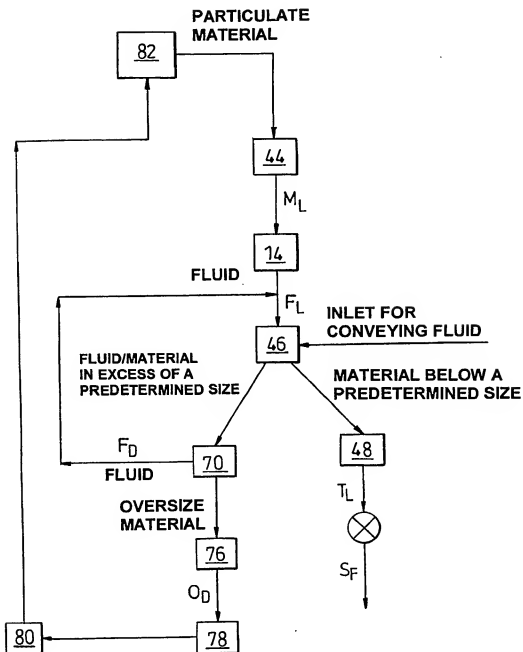 PARTICULATE
MATERIAL
82
44
M_L
14
FLUID
F_L
INLET FOR
CONVEYING FLUID
46
FLUID/MATERIAL
IN EXCESS OF A
PREDETERMINED SIZE
MATERIAL BELOW A
PREDETERMINED SIZE
F_D
FLUID
70
48
T_L
OVERSIZE
MATERIAL
76
S_F
O_D
80
78